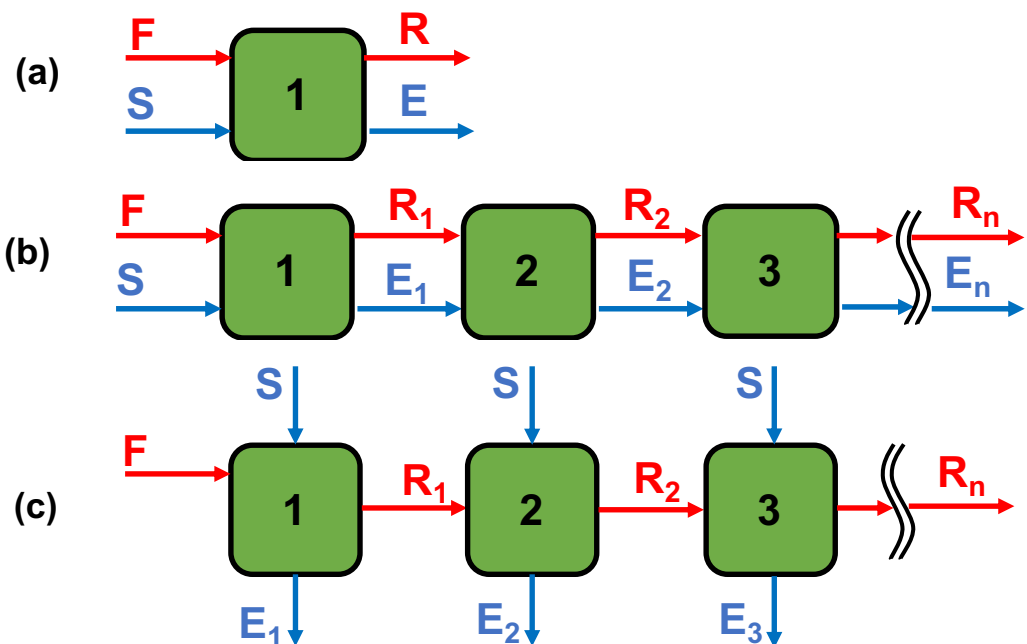 F R
(a) 1
S E
F R₁ R₂ Rₙ
(b) 1 2 3
S E₁ E₂ Eₙ
S S S
F R₁ R₂ Rₙ
(c) 1 2 3
E₁ E₂ E₃